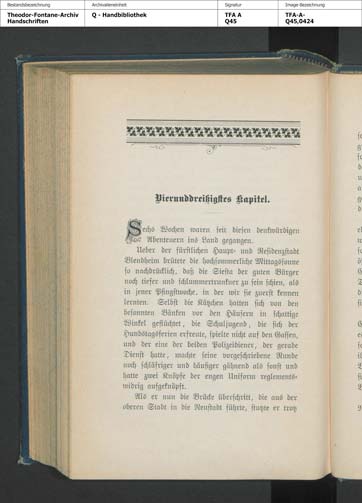 Bestandsbezeichnung
Archivalieneinheit
Signatur
Image-Bezeichnung
Theodor-Fontane-Archiv
Handschriften
Q - Handbibliothek
TFA A
Q45
TFA-A-
Q45,0424
Vierunddreißigstes Kapitel.
Sechs Wochen waren seit diesen denkwürdigen
Abenteuern ins Land gegangen.
Ueber der fürstlichen Haupt- und Residenzstadt
Blendheim brütete die hochsommerliche Mittagsonne
so nachdrücklich, daß die Siesta der guten Bürger
noch tiefer und schlummertrunkner zu sein schien, als
in jener Pfingstwoche, in der wir sie zuerst kennen
lernten. Selbst die Kätzchen hatten sich von den
besonnten Bänken vor den Häusern in schattige
Winkel geflüchtet, die Schuljugend, die sich der
Hundstagsferien erfreute, spielte nicht auf den Gassen,
und der eine der beiden Polizeidiener, der gerade
Dienst hatte, machte seine vorgeschriebene Runde
noch schläfriger und häufiger gähnend als sonst und
hatte zwei Knöpfe der engen Uniform reglements-
widrig aufgeknöpft.
Als er nun die Brücke überschritt, die aus der
oberen Stadt in die Neustadt führte, stutzte er trotz